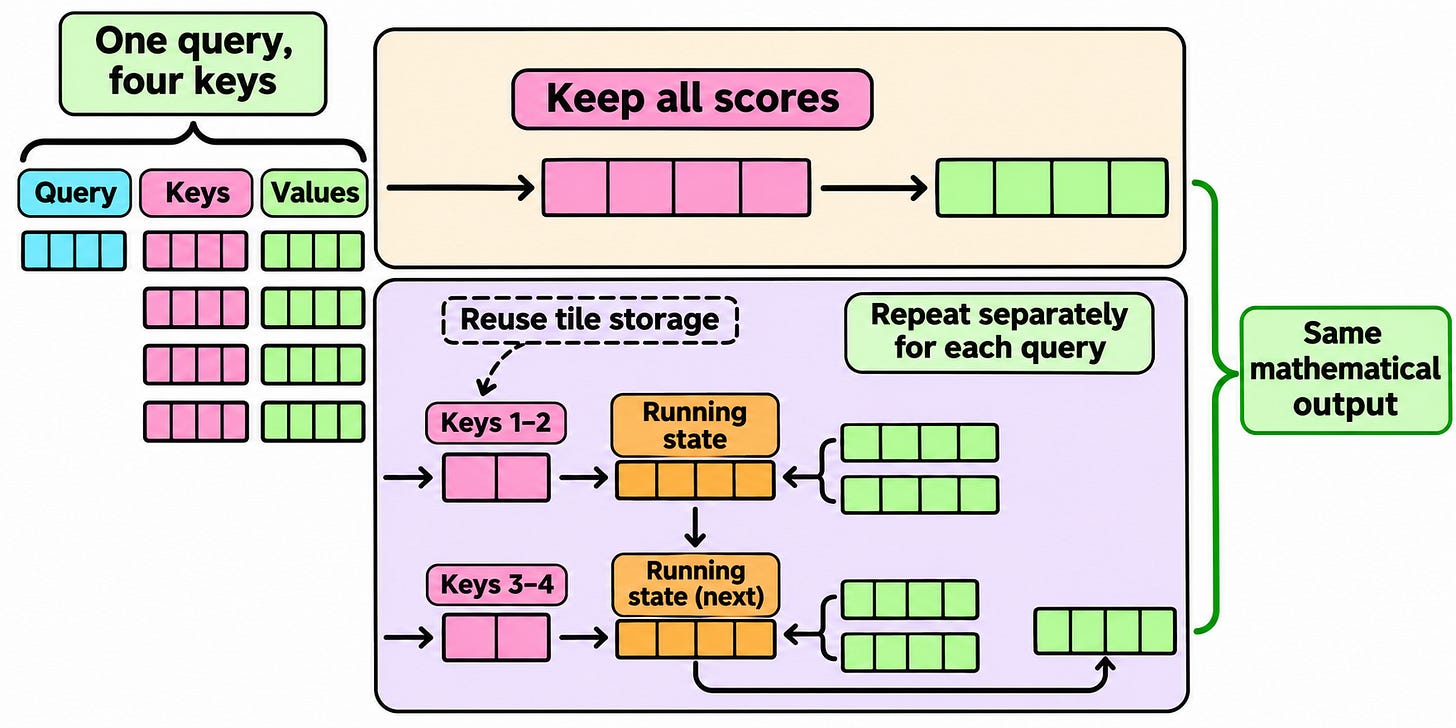 One query,
four keys
Query
Keys
Values
Keep all scores
Reuse tile storage
Repeat separately
for each query
Keys 1–2
Running
state
Keys 3–4
Running
state (next)
Same
mathematical
output